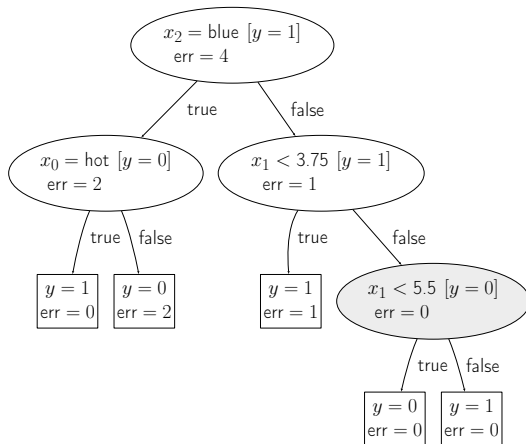 x₂ = blue [y = 1]
err = 4
true
false
x₀ = hot [y = 0]
err = 2
x₁ < 3.75 [y = 1]
err = 1
true
false
true
false
y = 1
err = 0
y = 0
err = 2
y = 1
err = 1
x₁ < 5.5 [y = 0]
err = 0
true
false
y = 0
err = 0
y = 1
err = 0